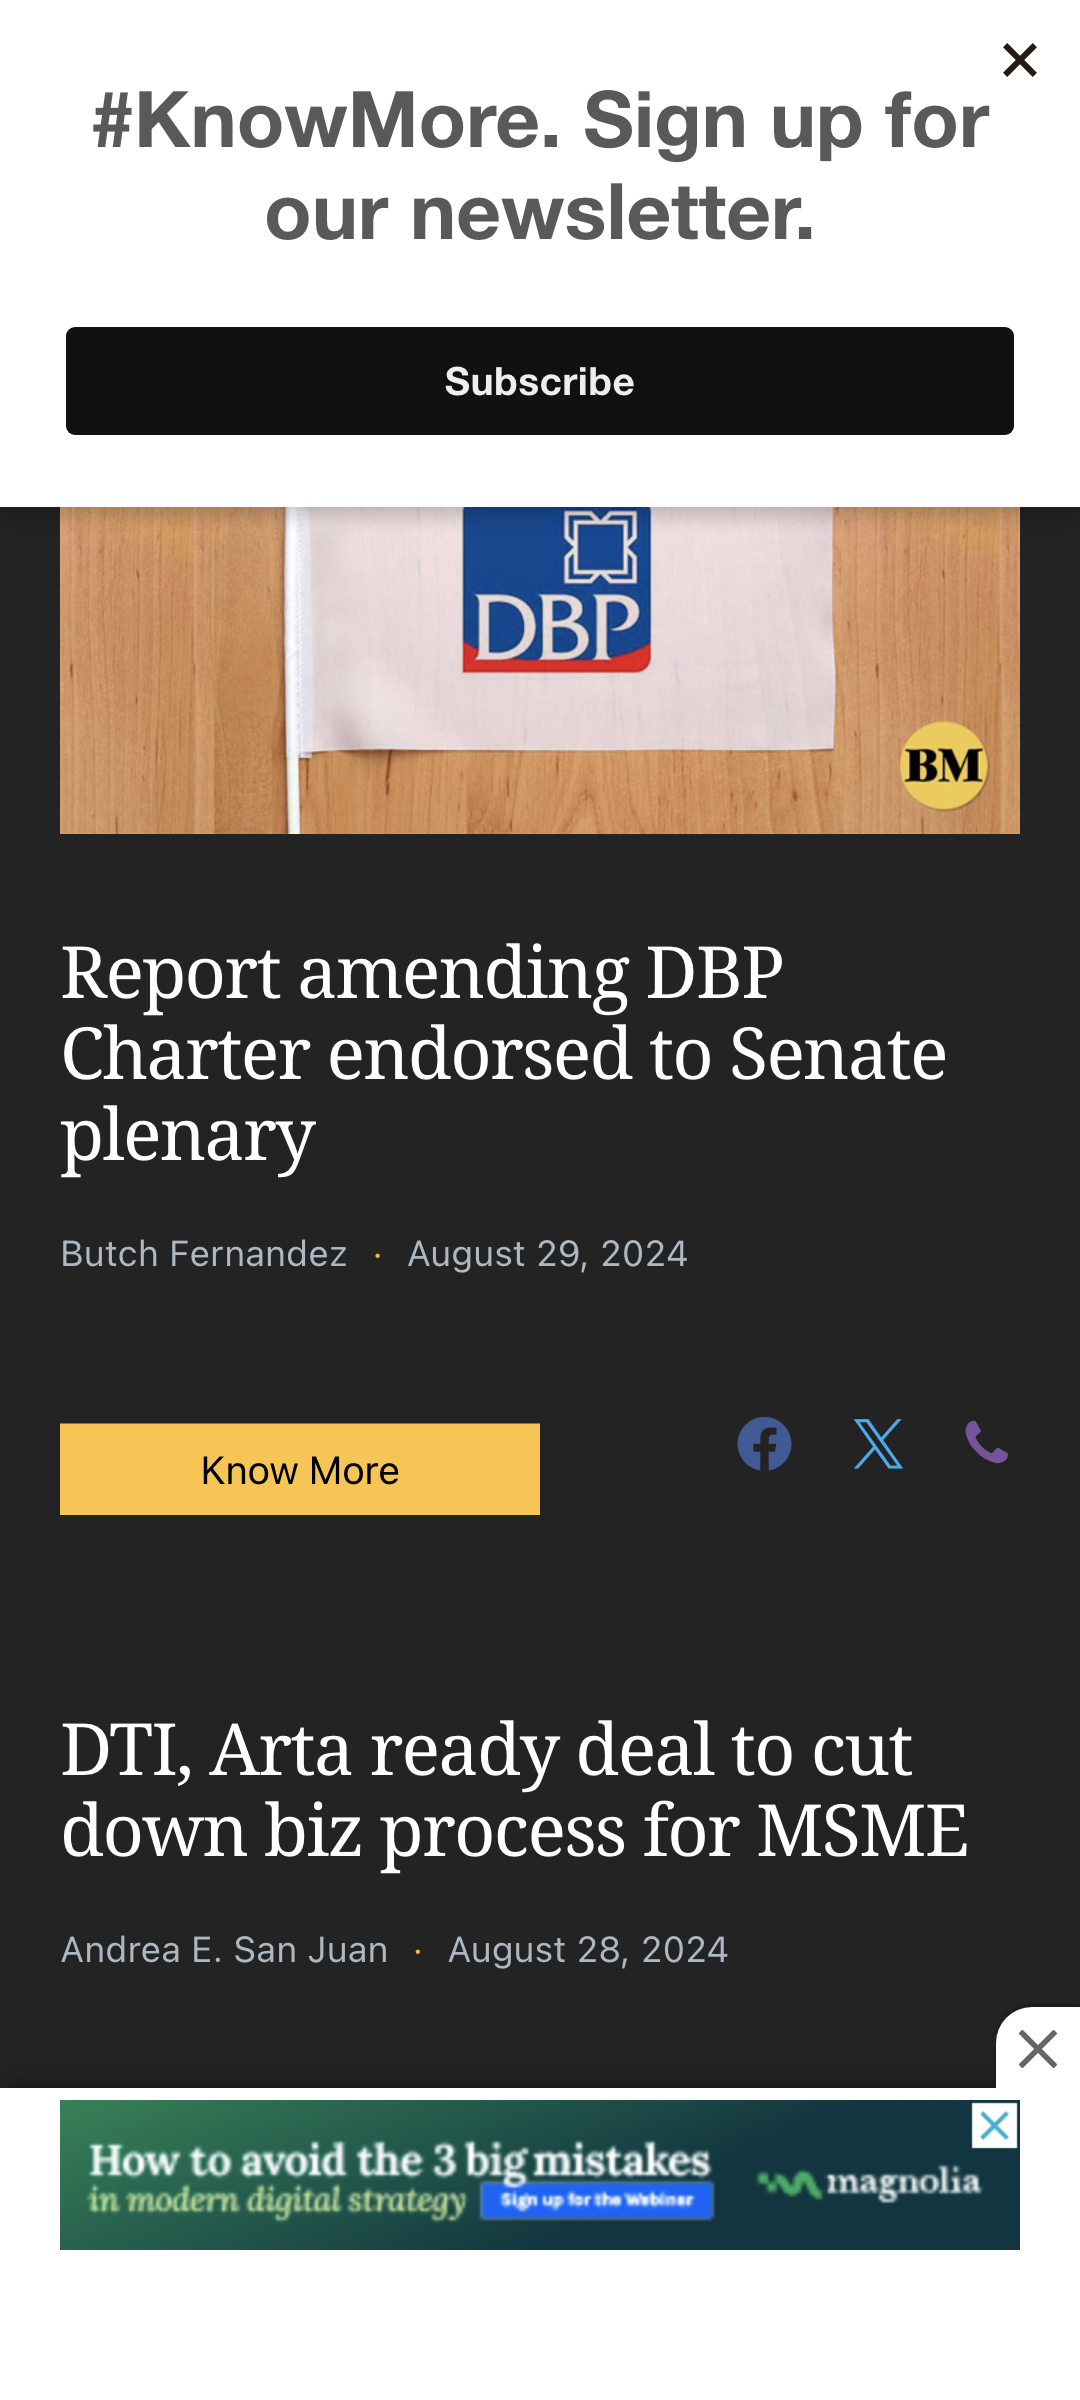 #KnowMore. Sign up for
our newsletter.
Subscribe
DBP
BM
Report amending DBP
Charter endorsed to Senate
plenary
Butch Fernandez · August 29, 2024
Know More
DTI, Arta ready deal to cut
down biz process for MSME
Andrea E. San Juan · August 28, 2024
How to avoid the 3 big mistakes
in modern digital strategy
Sign up for the Webinar
magnolia